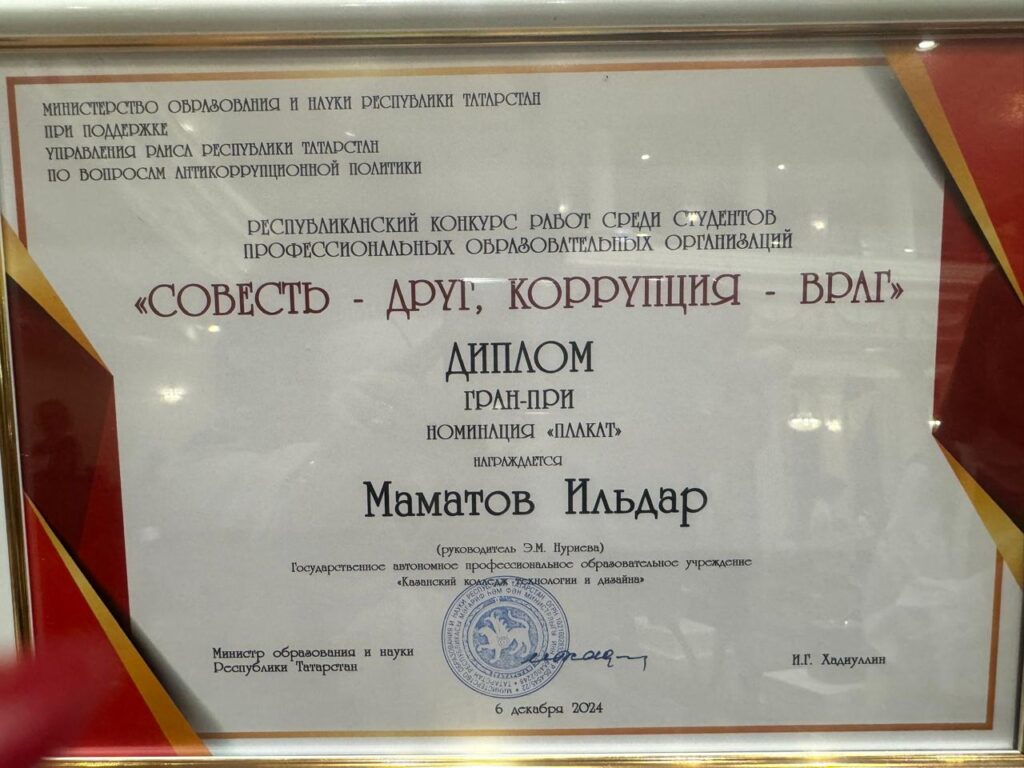 МИНИСТЕРСТВО ОБРАЗОВАНИЯ И НАУКИ РЕСПУБЛИКИ ТАТАРСТАН
ПРИ ПОДДЕРЖКЕ
УПРАВЛЕНИЯ РАИСА РЕСПУБЛИКИ ТАТАРСТАН
ПО ВОПРОСАМ АНТИКОРРУПЦИОННОЙ ПОЛИТИКИ
РЕСПУБЛИКАНСКИЙ КОНКУРС РАБОТ СРЕДИ СТУДЕНТОВ
ПРОФЕССИОНАЛЬНЫХ ОБРАЗОВАТЕЛЬНЫХ ОРГАНИЗАЦИЙ
«СОВЕСТЬ - ДРУГ, КОРРУПЦИЯ - ВРАГ»
ДИПЛОМ
ГРАН-ПРИ
НОМИНАЦИЯ «ПЛАКАТ»
НАГРАЖДАЕТСЯ
Маматов Ильдар
(руководитель Э.М. Нуриева)
Государственное автономное профессиональное образовательное учреждение
«Казанский колледж технологии и дизайна»
Министр образования и науки
Республики Татарстан
И.Г. Хадиуллин
6 декабря 2024